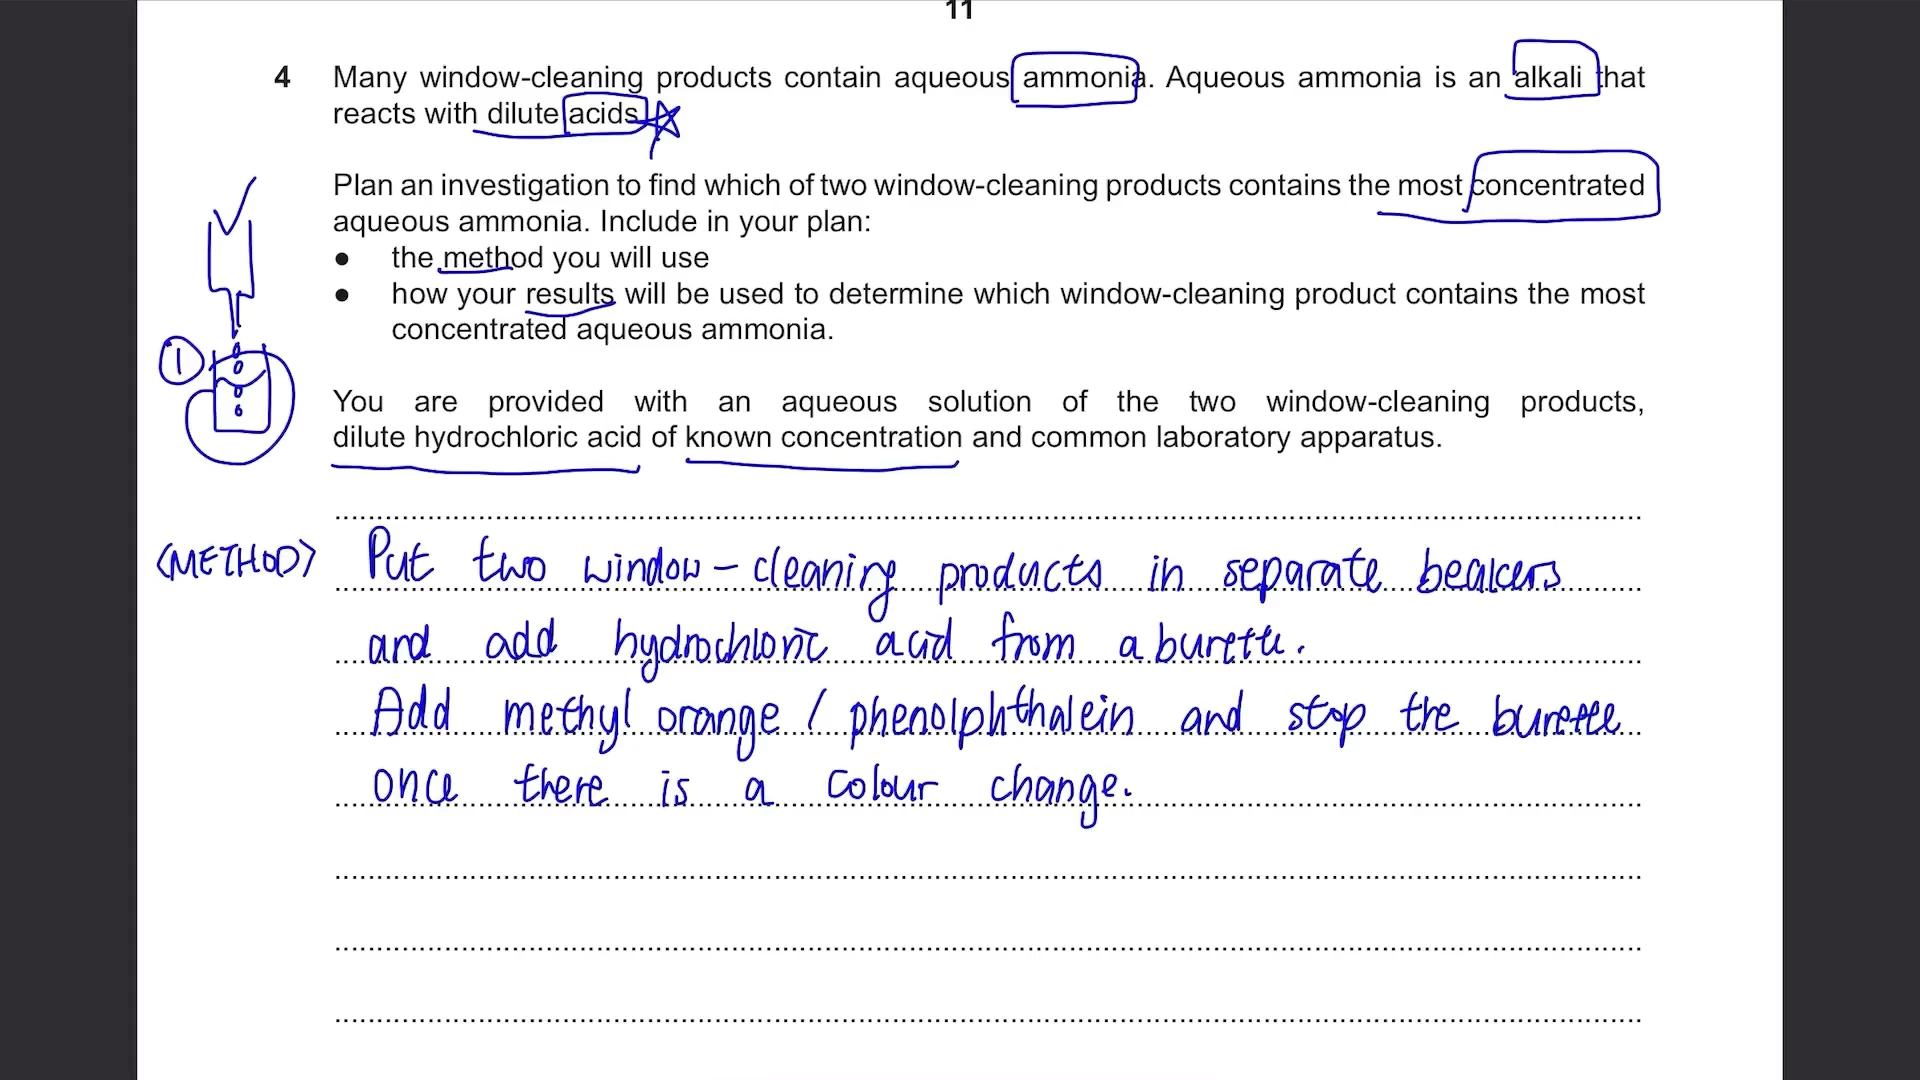 11
4 Many window-cleaning products contain aqueous ammonia. Aqueous ammonia is an alkali that
reacts with dilute acids.
Plan an investigation to find which of two window-cleaning products contains the most concentrated
aqueous ammonia. Include in your plan:
● the method you will use
● how your results will be used to determine which window-cleaning product contains the most
concentrated aqueous ammonia.
1
You are provided with an aqueous solution of the two window-cleaning products,
dilute hydrochloric acid of known concentration and common laboratory apparatus.
<METHOD> Put two window-cleaning products in separate beakers
and add hydrochloric acid from a burette.
Add methyl orange / phenolphthalein and stop the burette
once there is a colour change.